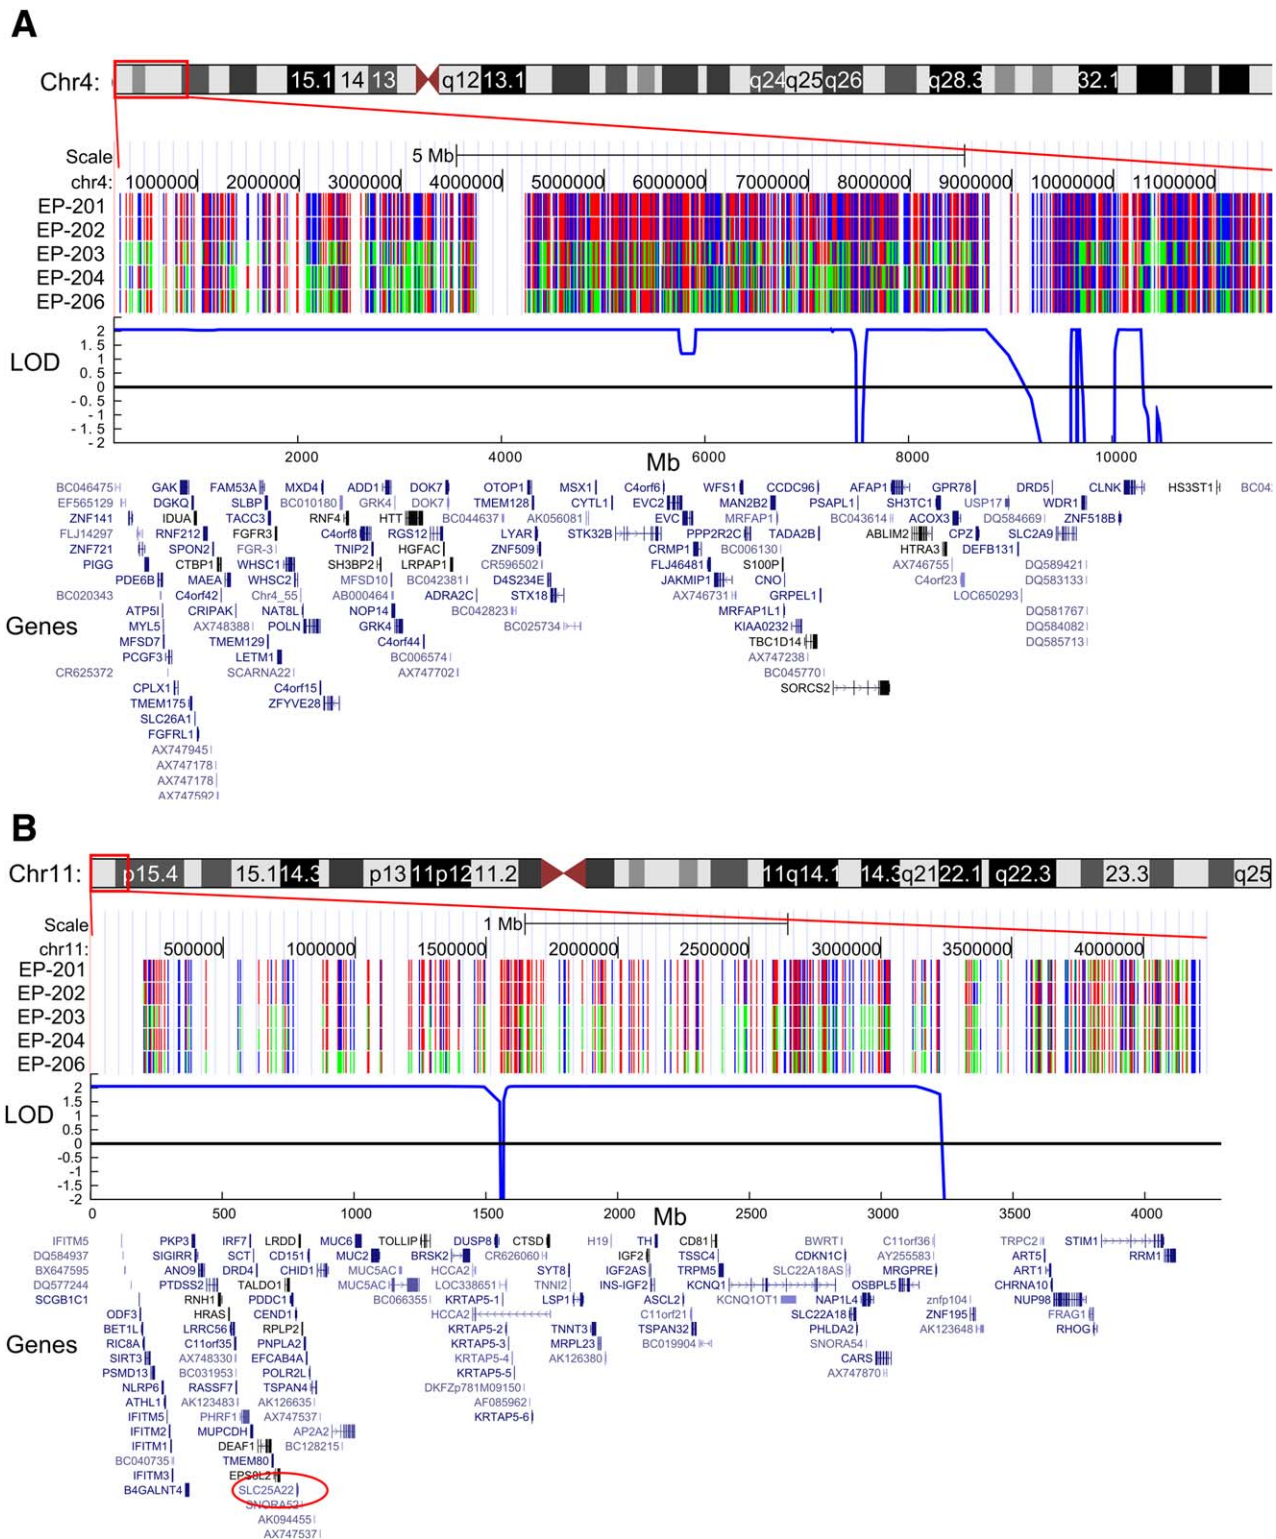 A
Chr4: 15.1 14 13 q12 13.1 q24 q25 q26 q28.3 32.1
Scale 5 Mb
chr4: 1000000 2000000 3000000 4000000 5000000 6000000 7000000 8000000 9000000 10000000 11000000
EP-201
EP-202
EP-203
EP-204
EP-206
LOD
2
1. 5
1
0. 5
0
- 0. 5
- 1
- 1. 5
- 2
2000 4000 Mb 6000 8000 10000
Genes
BC046475 GAK FAM53A MXD4 ADD1 DOK7 OTOP1 MSX1 C4orf6 WFS1 CCDC96 AFAP1 GPR78 DRD5 CLNK HS3ST1 BC04
EF565129 DGKQ SLBP BC010180 GRK4 DOK7 TMEM128 CYTL1 EVC2 MAN2B2 PSAPL1 SH3TC1 USP17 WDR1
ZNF141 IDUA TACC3 RNF4 HTT BC044637 AK056081 EVC MRFAP1 BC043614 ACOX3 DQ584669 ZNF518B
FLJ14297 RNF212 FGFR3 C4orf8 RGS12 LYAR STK32B PPP2R2C TADA2B ABLIM2 CPZ SLC2A9
ZNF721 SPON2 FGR-3 TNIP2 HGFAC ZNF509 CRMP1 BC006130 HTRA3 DEFB131
PIGG CTBP1 WHSC1 SH3BP2 LRPAP1 CR596502 FLJ46481 S100P AX746755 DQ589421
PDE6B MAEA WHSC2 MFSD10 BC042381 D4S234E JAKMIP1 CNO C4orf23 DQ583133
BC020343 C4orf42 Chr4_55 AB000464 ADRA2C STX18 AX746731 GRPEL1 LOC650293
ATP5I CRIPAK NAT8L NOP14 BC042823 MRFAP1L1 DQ581767
MYL5 AX748388 POLN GRK4 BC025734 KIAA0232 DQ584082
MFSD7 TMEM129 C4orf44 TBC1D14 DQ585713
PCGF3 LETM1 BC006574 AX747238
CR625372 SCARNA22 AX747702 BC045770
CPLX1 C4orf15 SORCS2
TMEM175 ZFYVE28
SLC26A1
FGFRL1
AX747945
AX747178
AX747178
AX747592
B
Chr11: p15.4 15.1 14.3 p13 11p12 11.2 11q14.1 14.3 q21 22.1 q22.3 23.3 q25
Scale 1 Mb
chr11: 500000 1000000 1500000 2000000 2500000 3000000 3500000 4000000
EP-201
EP-202
EP-203
EP-204
EP-206
LOD
2
1.5
1
0.5
0
-0.5
-1
-1.5
-2
0 500 1000 1500 2000 Mb 2500 3000 3500 4000
Genes
IFITM5 PKP3 IRF7 LRDD MUC6 TOLLIP DUSP8 CTSD H19 TH CD81 BWRT C11orf36 TRPC2 STIM1
DQ584937 SIGIRR SCT CD151 MUC2 BRSK2 CR626060 IGF2 TSSC4 CDKN1C AY255583 ART5 RRM1
BX647595 ANO9 DRD4 CHID1 HCCA2 SYT8 IGF2AS TRPM5 SLC22A18AS MRGPRE ART1
DQ577244 PTDSS2 TALDO1 MUC5AC LOC338651 TNNI2 INS-IGF2 KCNQ1 OSBPL5 CHRNA10
SCGB1C1 RNH1 PDDC1 BC066355 KRTAP5-1 LSP1 ASCL2 KCNQ1OT1 NAP1L4 znfp104 NUP98
ODF3 HRAS CEND1 HCCA2 C11orf21 SLC22A18 ZNF195 FRAG1
BET1L LRRC56 RPLP2 KRTAP5-2 TNNT3 TSPAN32 PHLDA2 AK123648 RHOG
RIC8A C11orf35 PNPLA2 KRTAP5-3 MRPL23 BC019904 SNORA54
SIRT3 AX748330 EFCAB4A KRTAP5-4 AK126380 CARS
PSMD13 BC031953 POLR2L KRTAP5-5 AX747870
NLRP6 RASSF7 TSPAN4 DKFZp781M09150
ATHL1 AK123483 AK126635 AF085962
IFITM5 PHRF1 AX747537 KRTAP5-6
IFITM2 MUPCDH AP2A2
IFITM1 DEAF1 BC128215
BC040735 TMEM80
IFITM3 EPS8L2
B4GALNT4 SLC25A22
SNORA52
AK094455
AX747537